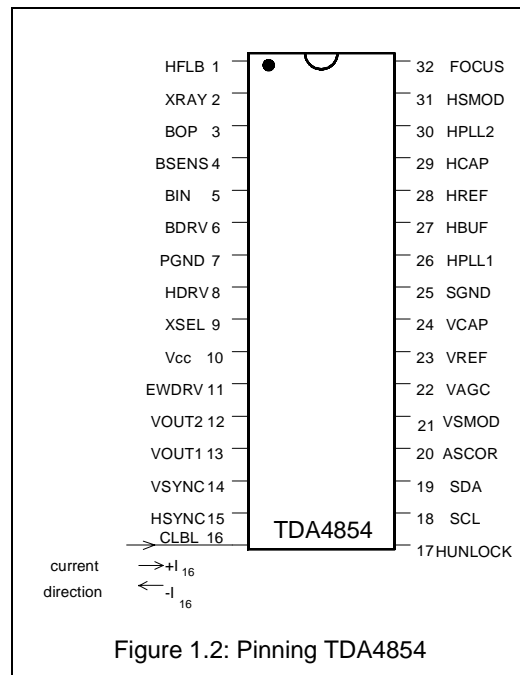 HFLB 1
32 FOCUS
XRAY 2
31 HSMOD
BOP 3
30 HPLL2
BSENS 4
29 HCAP
BIN 5
28 HREF
BDRV 6
27 HBUF
PGND 7
26 HPLL1
HDRV 8
25 SGND
XSEL 9
24 VCAP
Vcc 10
23 VREF
EWDRV 11
22 VAGC
VOUT2 12
21 VSMOD
VOUT1 13
20 ASCOR
VSYNC 14
19 SDA
HSYNC 15
18 SCL
CLBL 16
17 HUNLOCK
TDA4854
current
+I 16
direction
-I 16
Figure 1.2: Pinning TDA4854